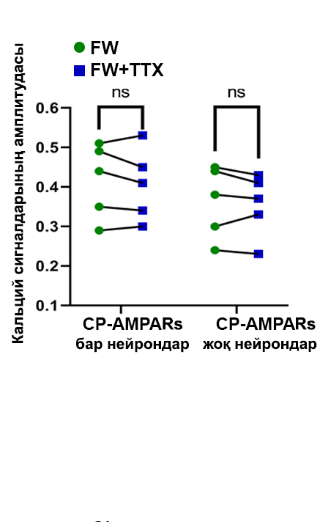 FW
FW+TTX
ns ns
Кальций сигналдарының амплитудасы
0.6
0.5
0.4
0.3
0.2
0.1
CP-AMPARs CP-AMPARs
бар нейрондар жоқ нейрондар